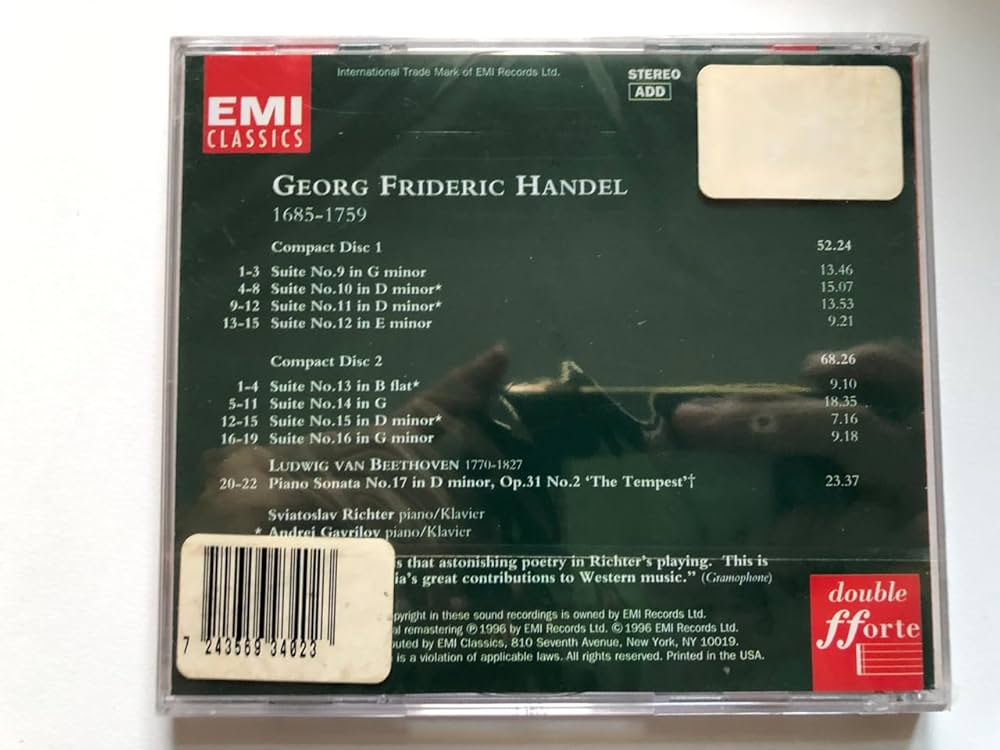 EMI
CLASSICS
International Trade Mark of EMI Records Ltd.
STEREO
ADD
GEORG FRIDERIC HANDEL
1685-1759
Compact Disc 1 52.24
1-3 Suite No.9 in G minor 13.46
4-8 Suite No.10 in D minor* 15.07
9-12 Suite No.11 in D minor* 13.53
13-15 Suite No.12 in E minor 9.21
Compact Disc 2 68.26
1-4 Suite No.13 in B flat* 9.10
5-11 Suite No.14 in G 18.35
12-15 Suite No.15 in D minor* 7.16
16-19 Suite No.16 in G minor 9.18
LUDWIG VAN BEETHOVEN 1770-1827
20-22 Piano Sonata No.17 in D minor, Op.31 No.2 ‘The Tempest’† 23.37
Sviatoslav Richter piano/Klavier
* Andrei Gavrilov piano/Klavier
that astonishing poetry in Richter's playing. This is
great contributions to Western music.” (Gramophone)
in these sound recordings is owned by EMI Records Ltd.
remastering ℗ 1996 by EMI Records Ltd. © 1996 EMI Records Ltd.
by EMI Classics, 810 Seventh Avenue, New York, NY 10019.
is a violation of applicable laws. All rights reserved. Printed in the USA.
7 243569 34023
double
fforte